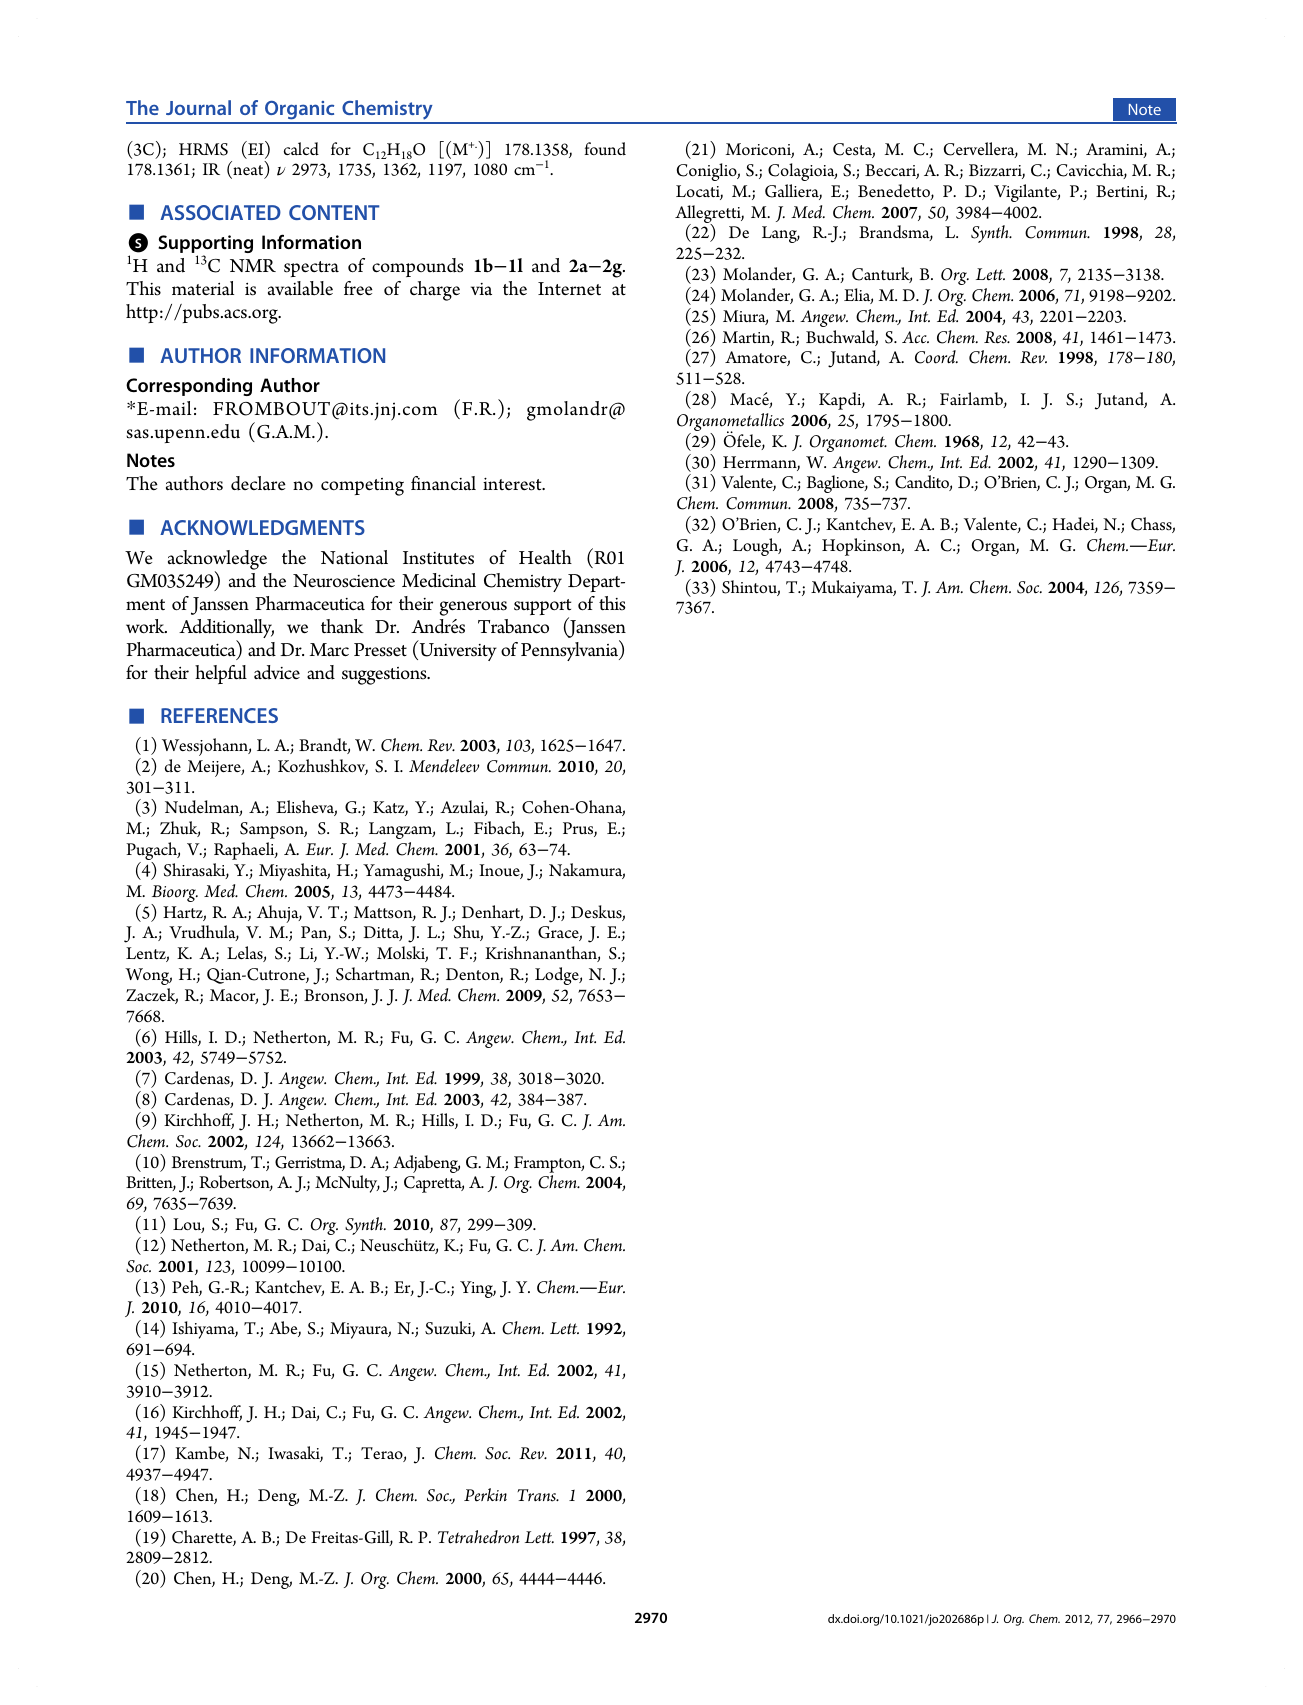 The Journal of Organic Chemistry
Note
(3C); HRMS (EI) calcd for C12H18O [(M+·)] 178.1358, found
178.1361; IR (neat) ν 2973, 1735, 1362, 1197, 1080 cm−1.
■ ASSOCIATED CONTENT
S Supporting Information
1H and 13C NMR spectra of compounds 1b−1l and 2a−2g.
This material is available free of charge via the Internet at
http://pubs.acs.org.
■ AUTHOR INFORMATION
Corresponding Author
*E-mail: FROMBOUT@its.jnj.com (F.R.); gmolandr@
sas.upenn.edu (G.A.M.).
Notes
The authors declare no competing financial interest.
■ ACKNOWLEDGMENTS
We acknowledge the National Institutes of Health (R01
GM035249) and the Neuroscience Medicinal Chemistry Depart-
ment of Janssen Pharmaceutica for their generous support of this
work. Additionally, we thank Dr. Andrés Trabanco (Janssen
Pharmaceutica) and Dr. Marc Presset (University of Pennsylvania)
for their helpful advice and suggestions.
■ REFERENCES
(1) Wessjohann, L. A.; Brandt, W. Chem. Rev. 2003, 103, 1625−1647.
(2) de Meijere, A.; Kozhushkov, S. I. Mendeleev Commun. 2010, 20,
301−311.
(3) Nudelman, A.; Elisheva, G.; Katz, Y.; Azulai, R.; Cohen-Ohana,
M.; Zhuk, R.; Sampson, S. R.; Langzam, L.; Fibach, E.; Prus, E.;
Pugach, V.; Raphaeli, A. Eur. J. Med. Chem. 2001, 36, 63−74.
(4) Shirasaki, Y.; Miyashita, H.; Yamagushi, M.; Inoue, J.; Nakamura,
M. Bioorg. Med. Chem. 2005, 13, 4473−4484.
(5) Hartz, R. A.; Ahuja, V. T.; Mattson, R. J.; Denhart, D. J.; Deskus,
J. A.; Vrudhula, V. M.; Pan, S.; Ditta, J. L.; Shu, Y.-Z.; Grace, J. E.;
Lentz, K. A.; Lelas, S.; Li, Y.-W.; Molski, T. F.; Krishnananthan, S.;
Wong, H.; Qian-Cutrone, J.; Schartman, R.; Denton, R.; Lodge, N. J.;
Zaczek, R.; Macor, J. E.; Bronson, J. J. J. Med. Chem. 2009, 52, 7653−
7668.
(6) Hills, I. D.; Netherton, M. R.; Fu, G. C. Angew. Chem., Int. Ed.
2003, 42, 5749−5752.
(7) Cardenas, D. J. Angew. Chem., Int. Ed. 1999, 38, 3018−3020.
(8) Cardenas, D. J. Angew. Chem., Int. Ed. 2003, 42, 384−387.
(9) Kirchhoff, J. H.; Netherton, M. R.; Hills, I. D.; Fu, G. C. J. Am.
Chem. Soc. 2002, 124, 13662−13663.
(10) Brenstrum, T.; Gerristma, D. A.; Adjabeng, G. M.; Frampton, C. S.;
Britten, J.; Robertson, A. J.; McNulty, J.; Capretta, A. J. Org. Chem. 2004,
69, 7635−7639.
(11) Lou, S.; Fu, G. C. Org. Synth. 2010, 87, 299−309.
(12) Netherton, M. R.; Dai, C.; Neuschütz, K.; Fu, G. C. J. Am. Chem.
Soc. 2001, 123, 10099−10100.
(13) Peh, G.-R.; Kantchev, E. A. B.; Er, J.-C.; Ying, J. Y. Chem.—Eur.
J. 2010, 16, 4010−4017.
(14) Ishiyama, T.; Abe, S.; Miyaura, N.; Suzuki, A. Chem. Lett. 1992,
691−694.
(15) Netherton, M. R.; Fu, G. C. Angew. Chem., Int. Ed. 2002, 41,
3910−3912.
(16) Kirchhoff, J. H.; Dai, C.; Fu, G. C. Angew. Chem., Int. Ed. 2002,
41, 1945−1947.
(17) Kambe, N.; Iwasaki, T.; Terao, J. Chem. Soc. Rev. 2011, 40,
4937−4947.
(18) Chen, H.; Deng, M.-Z. J. Chem. Soc., Perkin Trans. 1 2000,
1609−1613.
(19) Charette, A. B.; De Freitas-Gill, R. P. Tetrahedron Lett. 1997, 38,
2809−2812.
(20) Chen, H.; Deng, M.-Z. J. Org. Chem. 2000, 65, 4444−4446.
(21) Moriconi, A.; Cesta, M. C.; Cervellera, M. N.; Aramini, A.;
Coniglio, S.; Colagioia, S.; Beccari, A. R.; Bizzarri, C.; Cavicchia, M. R.;
Locati, M.; Galliera, E.; Benedetto, P. D.; Vigilante, P.; Bertini, R.;
Allegretti, M. J. Med. Chem. 2007, 50, 3984−4002.
(22) De Lang, R.-J.; Brandsma, L. Synth. Commun. 1998, 28,
225−232.
(23) Molander, G. A.; Canturk, B. Org. Lett. 2008, 7, 2135−3138.
(24) Molander, G. A.; Elia, M. D. J. Org. Chem. 2006, 71, 9198−9202.
(25) Miura, M. Angew. Chem., Int. Ed. 2004, 43, 2201−2203.
(26) Martin, R.; Buchwald, S. Acc. Chem. Res. 2008, 41, 1461−1473.
(27) Amatore, C.; Jutand, A. Coord. Chem. Rev. 1998, 178−180,
511−528.
(28) Macé, Y.; Kapdi, A. R.; Fairlamb, I. J. S.; Jutand, A.
Organometallics 2006, 25, 1795−1800.
(29) Öfele, K. J. Organomet. Chem. 1968, 12, 42−43.
(30) Herrmann, W. Angew. Chem., Int. Ed. 2002, 41, 1290−1309.
(31) Valente, C.; Baglione, S.; Candito, D.; O'Brien, C. J.; Organ, M. G.
Chem. Commun. 2008, 735−737.
(32) O'Brien, C. J.; Kantchev, E. A. B.; Valente, C.; Hadei, N.; Chass,
G. A.; Lough, A.; Hopkinson, A. C.; Organ, M. G. Chem.—Eur.
J. 2006, 12, 4743−4748.
(33) Shintou, T.; Mukaiyama, T. J. Am. Chem. Soc. 2004, 126, 7359−
7367.
2970
dx.doi.org/10.1021/jo202686p | J. Org. Chem. 2012, 77, 2966−2970